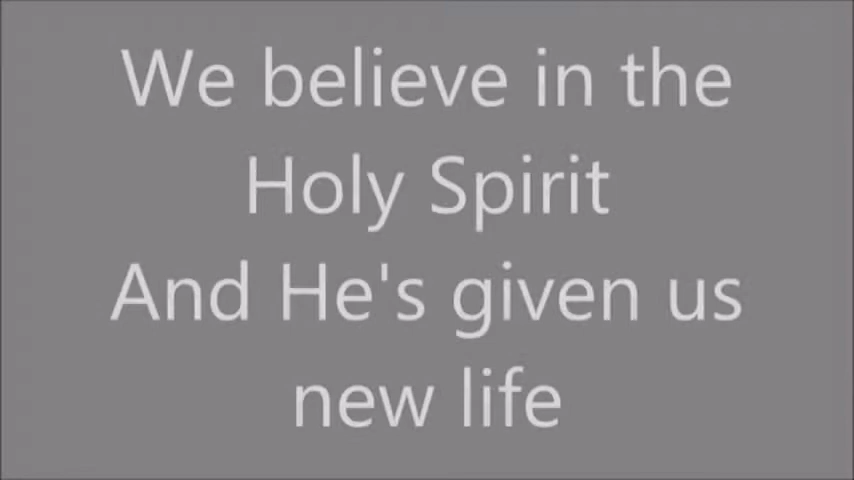 We believe in the
Holy Spirit
And He's given us
new life